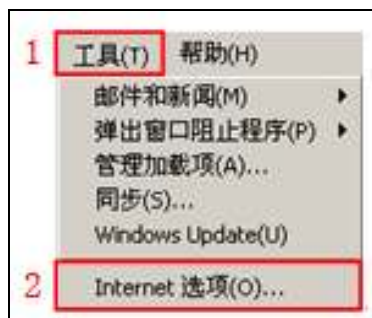 1 工具(T) 帮助(H)
邮件和新闻(M)
弹出窗口阻止程序(P)
管理加载项(A)...
同步(S)...
Windows Update(U)
2 Internet 选项(O)...